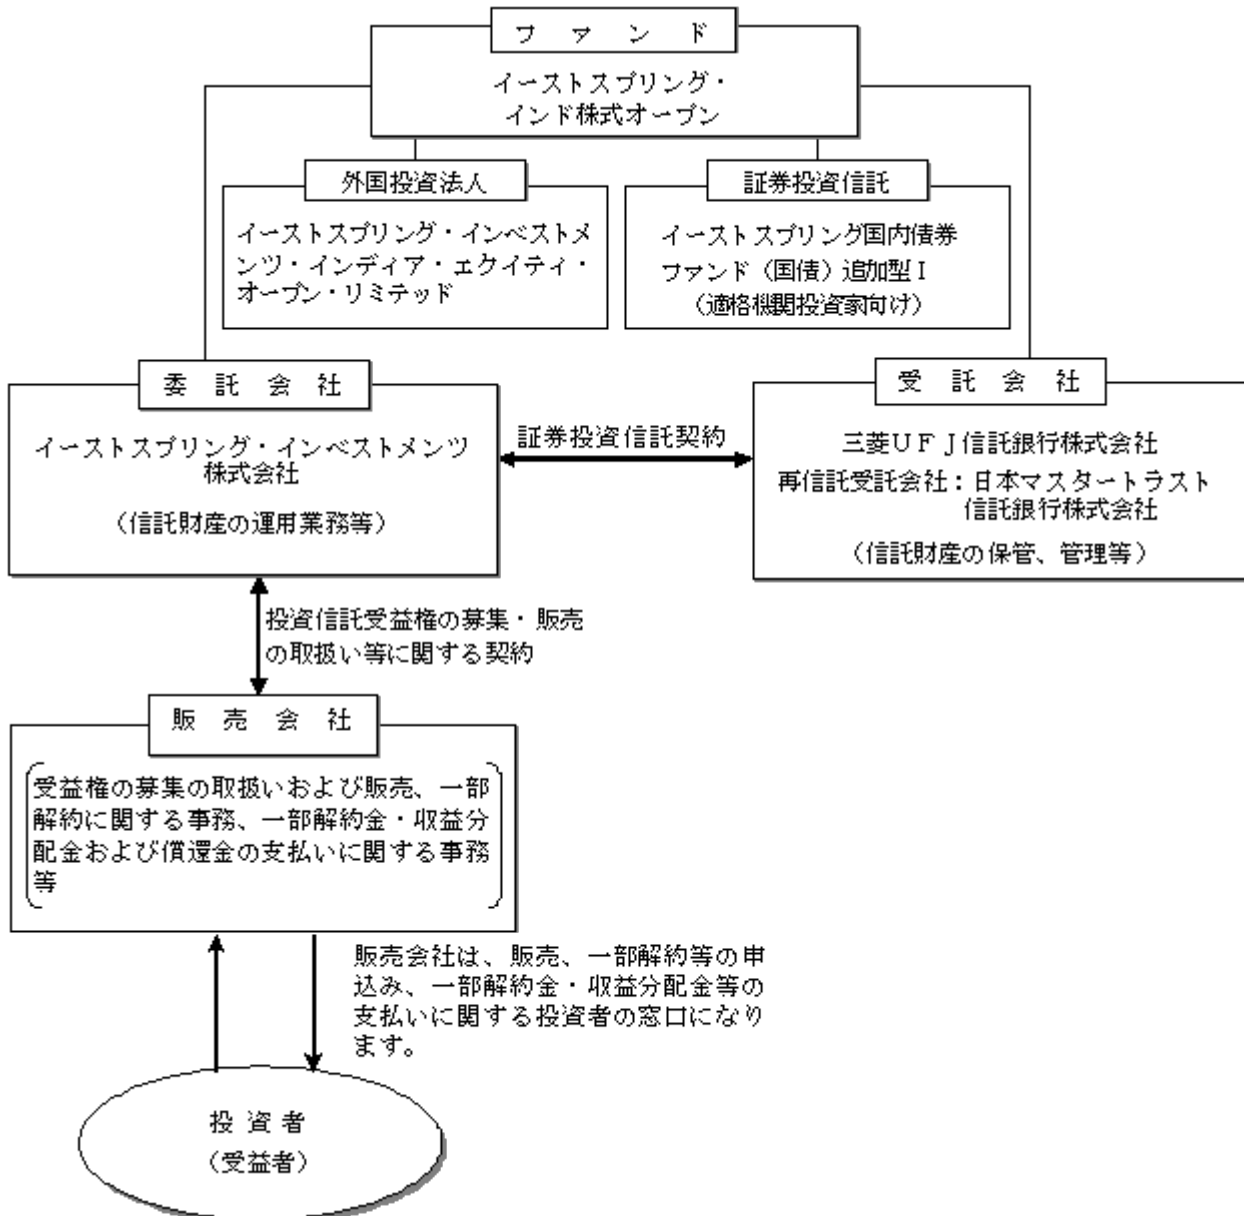 ファンド
イーストスプリング・
インド株式オープン
外国投資法人
イーストスプリング・インベストメ
ンツ・インディア・エクイティ・
オープン・リミテッド
証券投資信託
イーストスプリング国内債券
ファンド(国債)追加型Ⅰ
(適格機関投資家向け)
委託会社
イーストスプリング・インベストメンツ
株式会社
(信託財産の運用業務等)
証券投資信託契約
受託会社
三菱UFJ信託銀行株式会社
再信託受託会社:日本マスタートラスト
信託銀行株式会社
(信託財産の保管、管理等)
投資信託受益権の募集・販売
の取扱い等に関する契約
販売会社
受益権の募集の取扱いおよび販売、一部
解約に関する事務、一部解約金・収益分
配金および償還金の支払いに関する事務
等
販売会社は、販売、一部解約等の申
込み、一部解約金・収益分配金等の
支払いに関する投資者の窓口になり
ます。
投資者
(受益者)